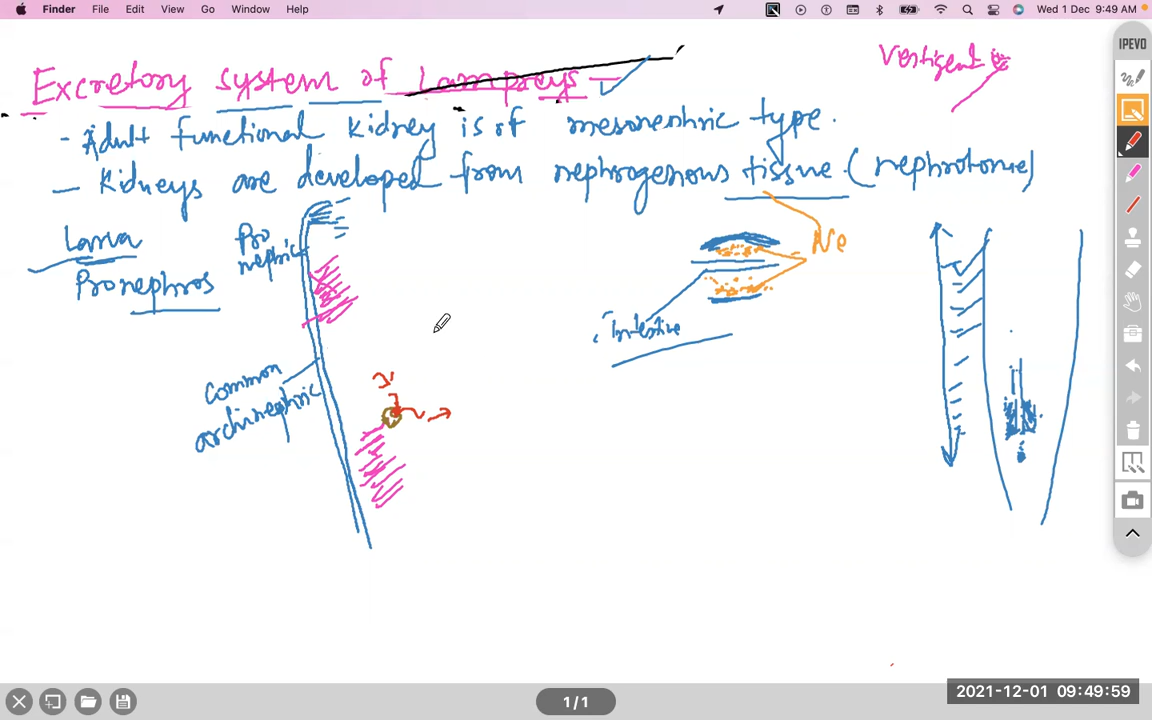 Finder File Edit View Go Window Help Wed 1 Dec 9:49 AM
IPEVO
Excretory system of Lampreys -
- Adult functional kidney is of mesonephric type.
- Kidneys are developed from nephrogenous tissue. (nephrotome)
Larva
Pronephros
Pro
nephric
Common
archinephric
Ne
Intestine
1/1
2021-12-01 09:49:59